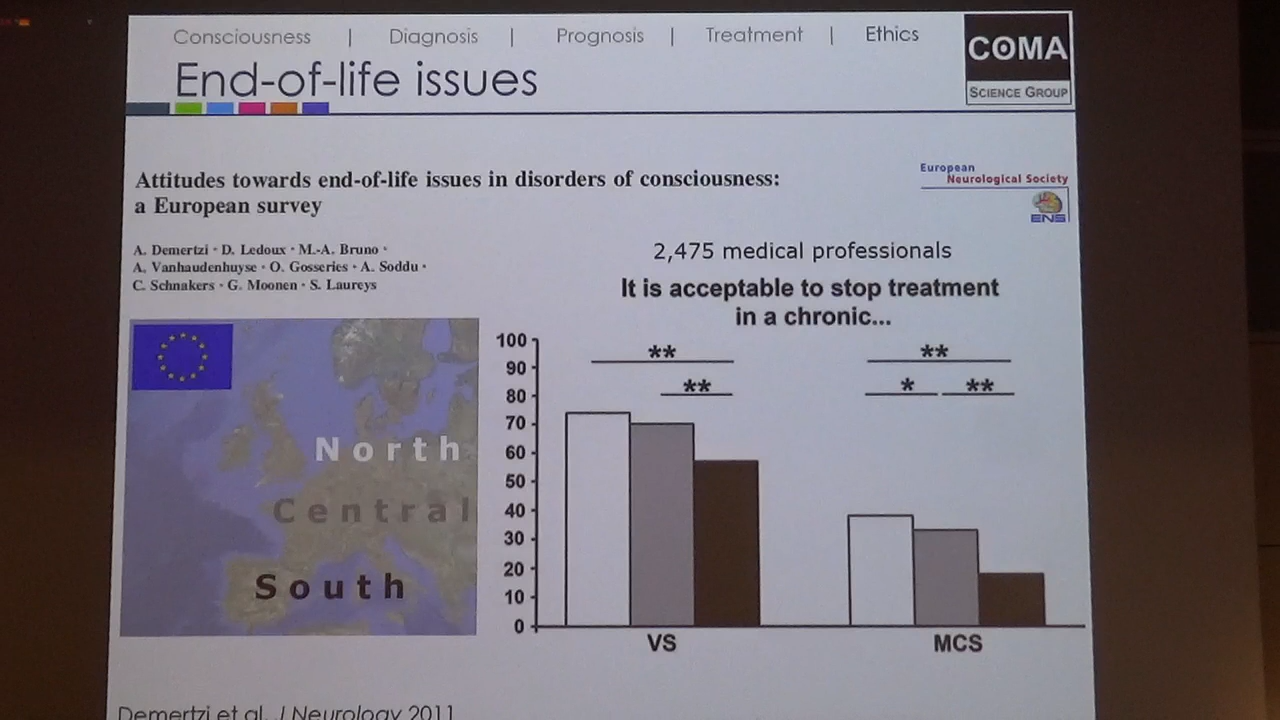 Consciousness | Diagnosis | Prognosis | Treatment | Ethics
COMA
SCIENCE GROUP
End-of-life issues
Attitudes towards end-of-life issues in disorders of consciousness:
a European survey
European
Neurological Society
ENS
A. Demertzi · D. Ledoux · M.-A. Bruno ·
A. Vanhaudenhuyse · O. Gosseries · A. Soddu ·
C. Schnakers · G. Moonen · S. Laureys
2,475 medical professionals
It is acceptable to stop treatment
in a chronic...
North
Central
South
100
90
80
70
60
50
40
30
20
10
0
** **
** * **
VS MCS
Demertzi et al, J Neurology 2011